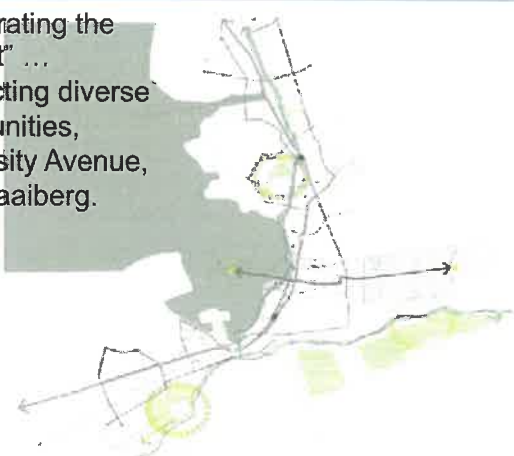 rating the
t” …
cting diverse
unities,
sity Avenue,
aaiberg.